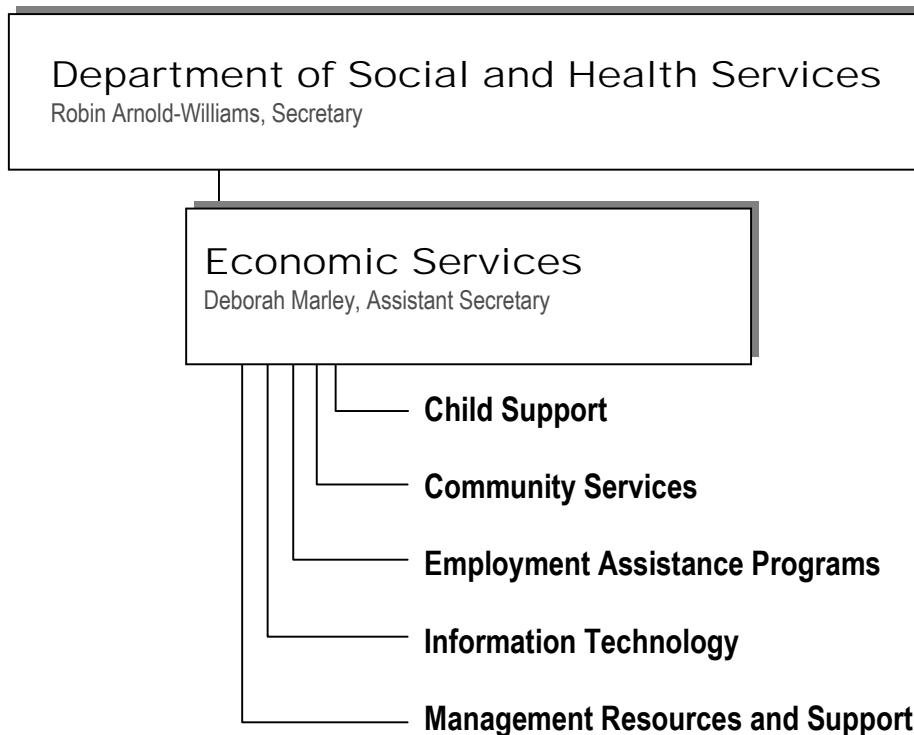 Department of Social and Health Services
Robin Arnold-Williams, Secretary
Economic Services
Deborah Marley, Assistant Secretary
Child Support
Community Services
Employment Assistance Programs
Information Technology
Management Resources and Support